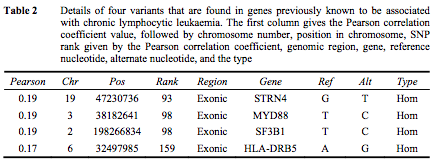 Table 2 Details of four variants that are found in genes previously known to be associated
with chronic lymphocytic leukaemia. The first column gives the Pearson correlation
coefficient value, followed by chromosome number, position in chromosome, SNP
rank given by the Pearson correlation coefficient, genomic region, gene, reference
nucleotide, alternate nucleotide, and the type
Pearson Chr Pos Rank Region Gene Ref Alt Type
0.19 19 47230736 93 Exonic STRN4 G T Hom
0.19 3 38182641 98 Exonic MYD88 T C Hom
0.19 2 198266834 98 Exonic SF3B1 T C Hom
0.17 6 32497985 159 Exonic HLA-DRB5 A G Hom